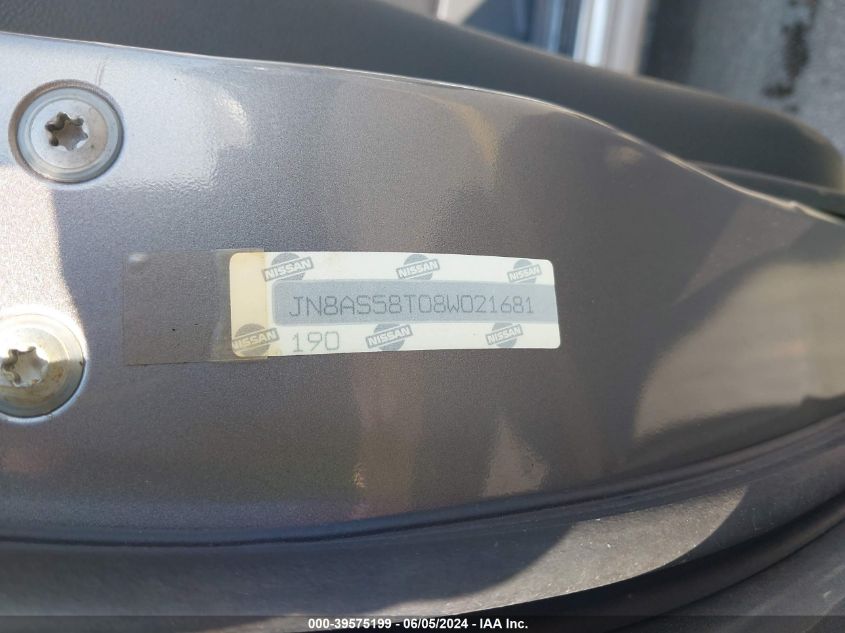 NISSAN NISSAN NISSAN
JN8AS58T08W021681
190
NISSAN NISSAN NISSAN
000-39575199 - 06/05/2024 - IAA Inc.